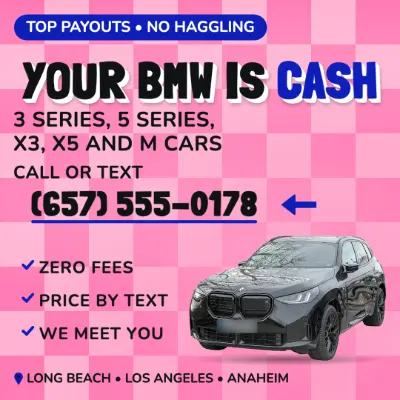 TOP PAYOUTS • NO HAGGLING
YOUR BMW IS CASH
3 SERIES, 5 SERIES,
X3, X5 AND M CARS
CALL OR TEXT
(657) 555-0178
ZERO FEES
PRICE BY TEXT
WE MEET YOU
LONG BEACH • LOS ANGELES • ANAHEIM